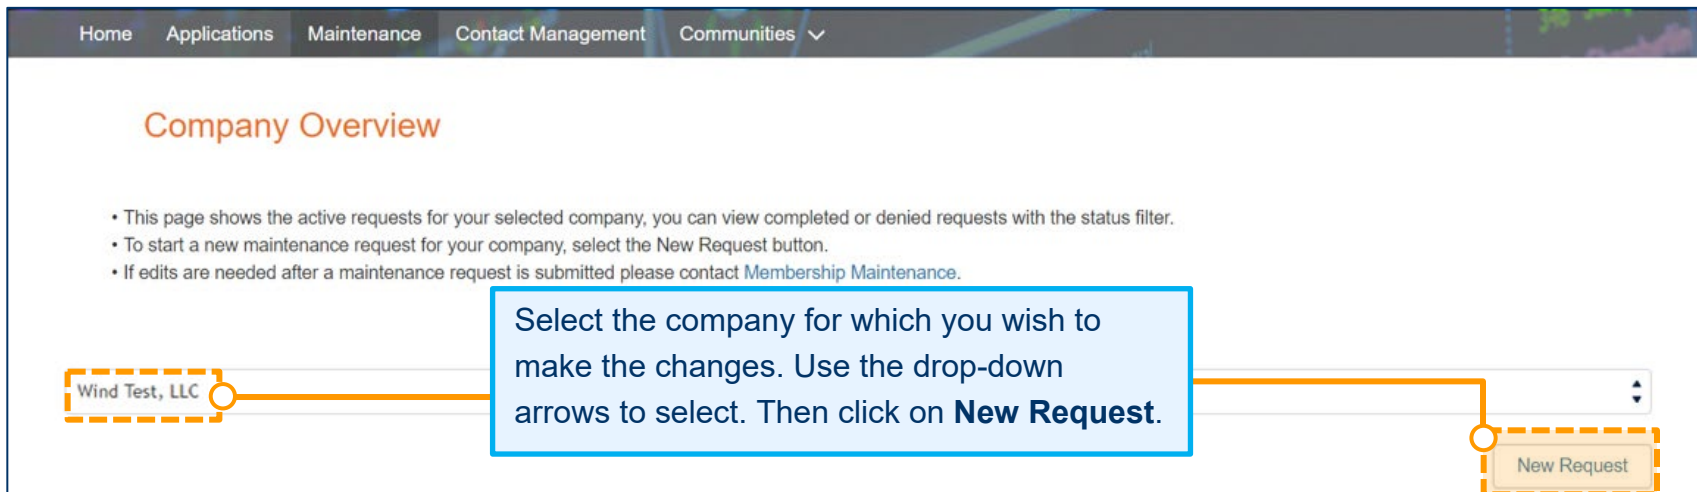 Home Applications Maintenance Contact Management Communities
Company Overview
• This page shows the active requests for your selected company, you can view completed or denied requests with the status filter.
• To start a new maintenance request for your company, select the New Request button.
• If edits are needed after a maintenance request is submitted please contact Membership Maintenance.
Select the company for which you wish to
make the changes. Use the drop-down
arrows to select. Then click on New Request.
Wind Test, LLC
New Request